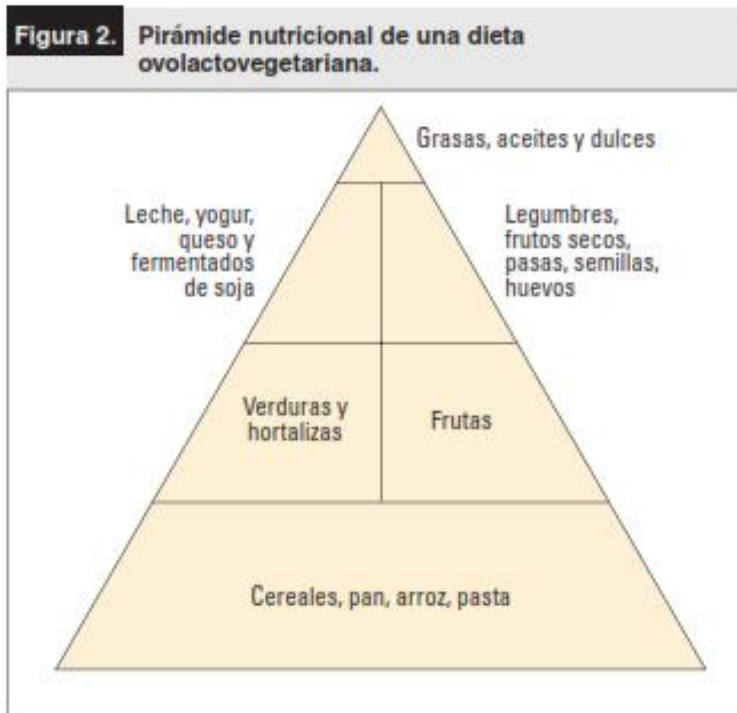 Figura 2. Pirámide nutricional de una dieta
ovolactovegetariana.
Grasas, aceites y dulces
Leche, yogur,
queso y
fermentados
de soja
Legumbres,
frutos secos,
pasas, semillas,
huevos
Verduras y
hortalizas
Frutas
Cereales, pan, arroz, pasta